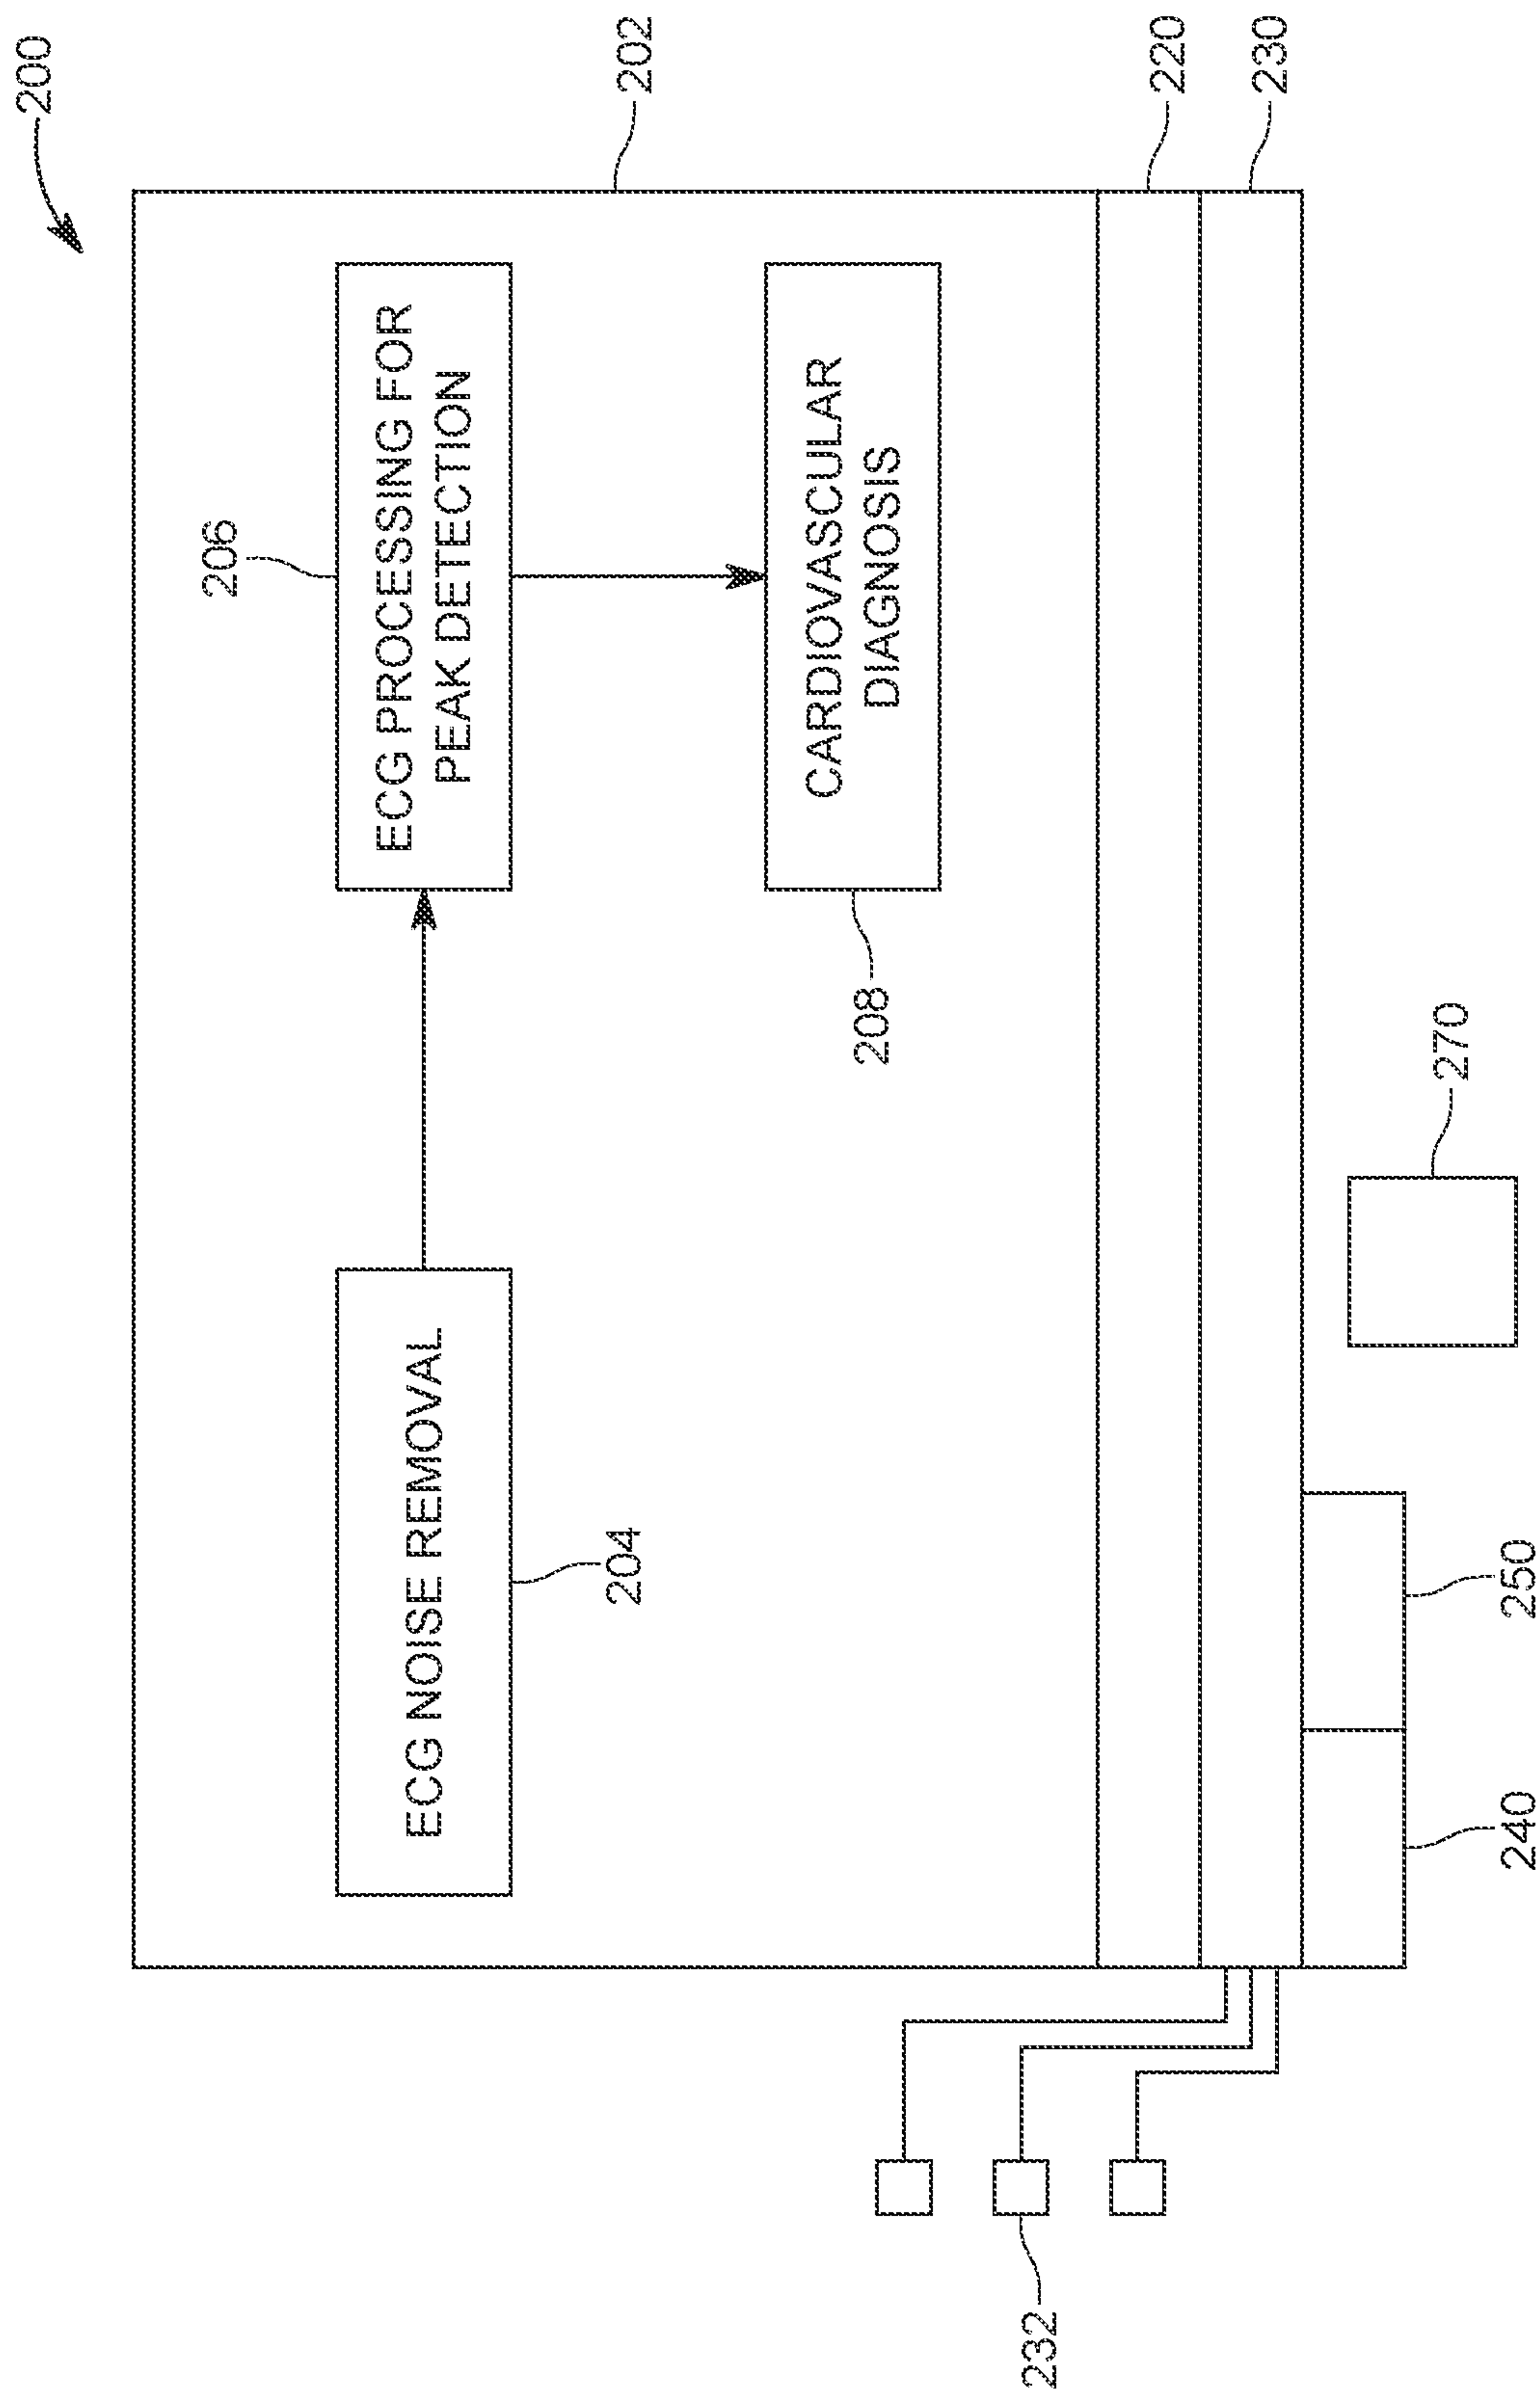 200
206
ECG PROCESSING FOR
PEAK DETECTION
ECG NOISE REMOVAL
204
202
CARDIOVASCULAR
DIAGNOSIS
208
220
230
232
270
250
240